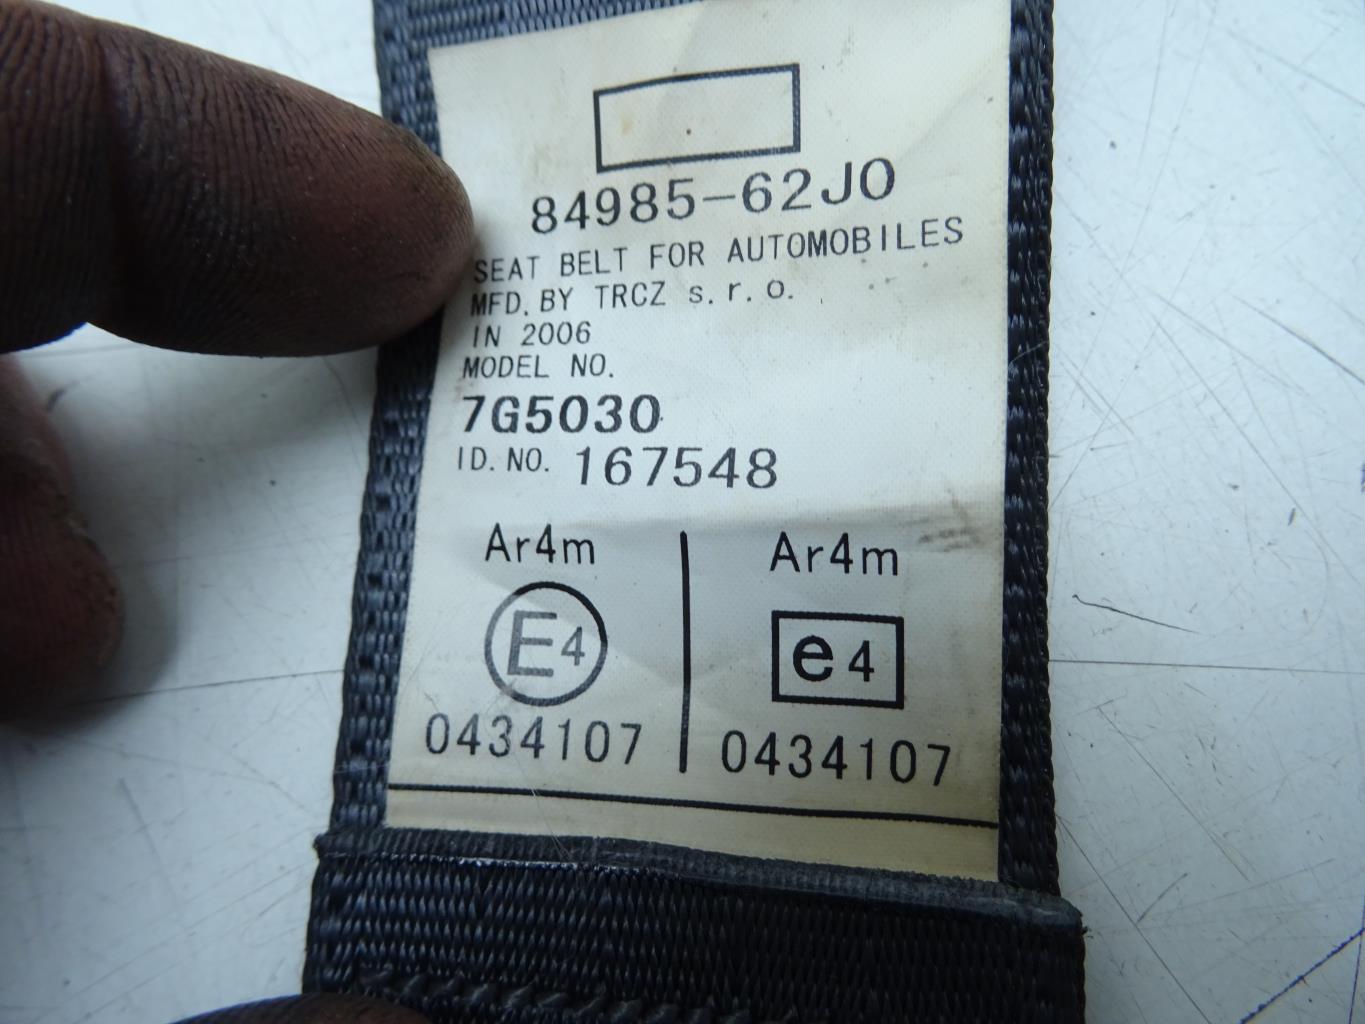 84985-62J0
SEAT BELT FOR AUTOMOBILES
MFD. BY TRCZ s. r. o.
IN 2006
MODEL NO.
7G5030
ID. NO. 167548
Ar4m
E4
0434107
Ar4m
e4
0434107